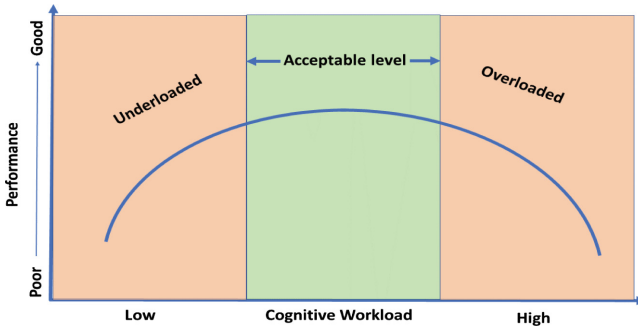 Good
Performance
Poor
Underloaded
Acceptable level
Overloaded
Low
Cognitive Workload
High